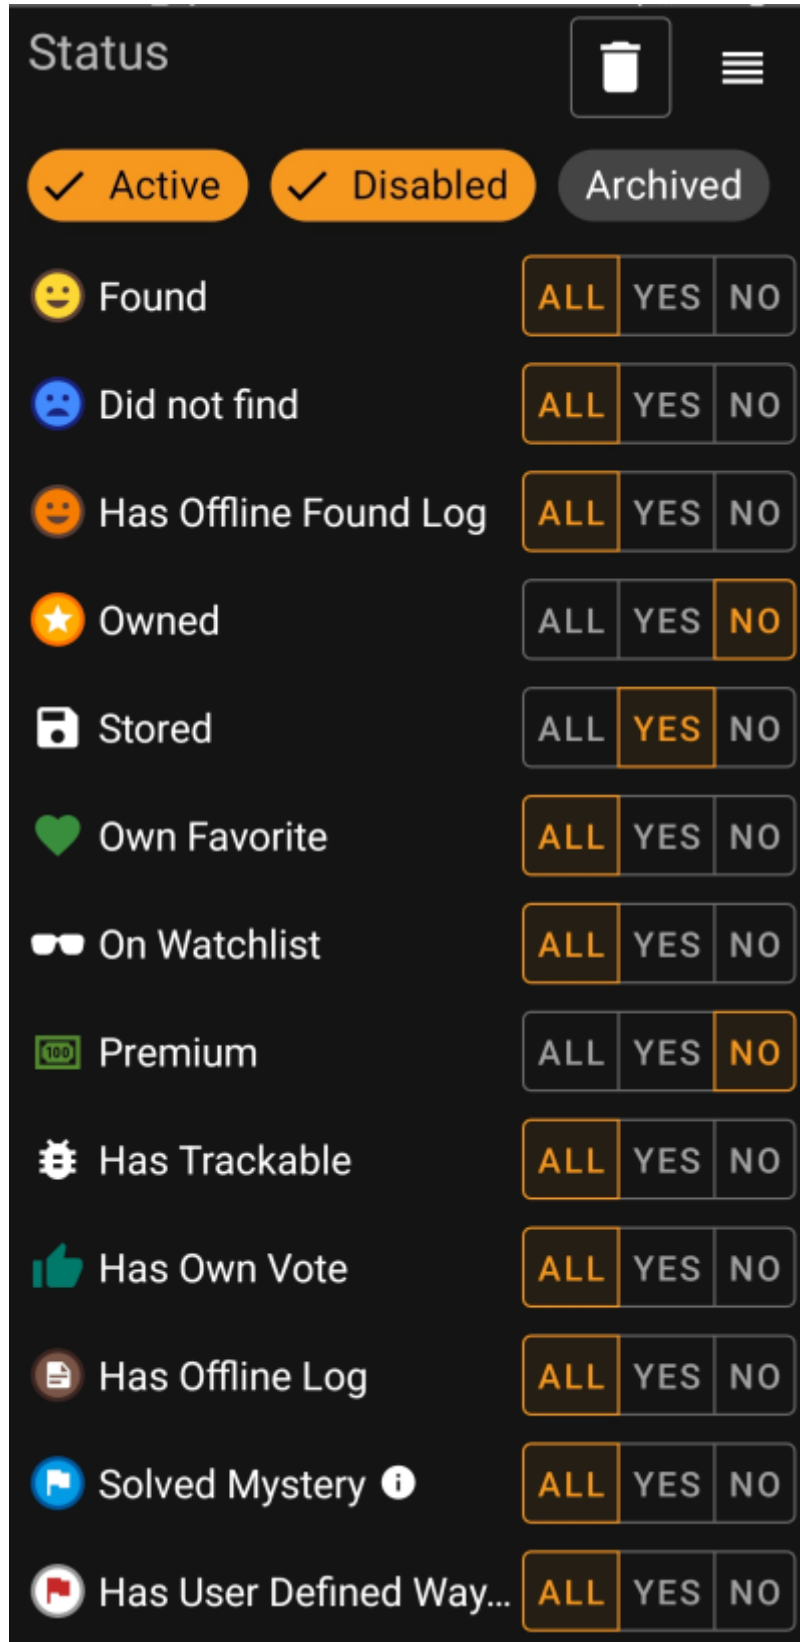 Status
Active Disabled Archived
Found ALL YES NO
Did not find ALL YES NO
Has Offline Found Log ALL YES NO
Owned ALL YES NO
Stored ALL YES NO
Own Favorite ALL YES NO
On Watchlist ALL YES NO
100 Premium ALL YES NO
Has Trackable ALL YES NO
Has Own Vote ALL YES NO
Has Offline Log ALL YES NO
Solved Mystery i ALL YES NO
Has User Defined Way... ALL YES NO